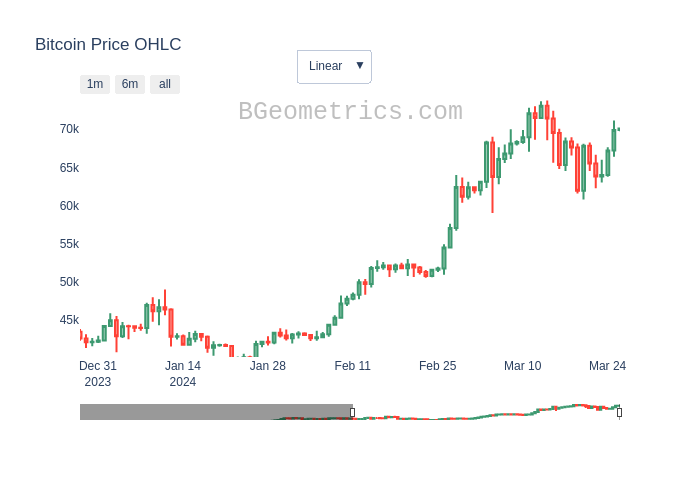 Bitcoin Price OHLC
Linear ▼
1m 6m all
BGeometrics.com
70k
65k
60k
55k
50k
45k
Dec 31 Jan 14 Jan 28 Feb 11 Feb 25 Mar 10 Mar 24
2023 2024